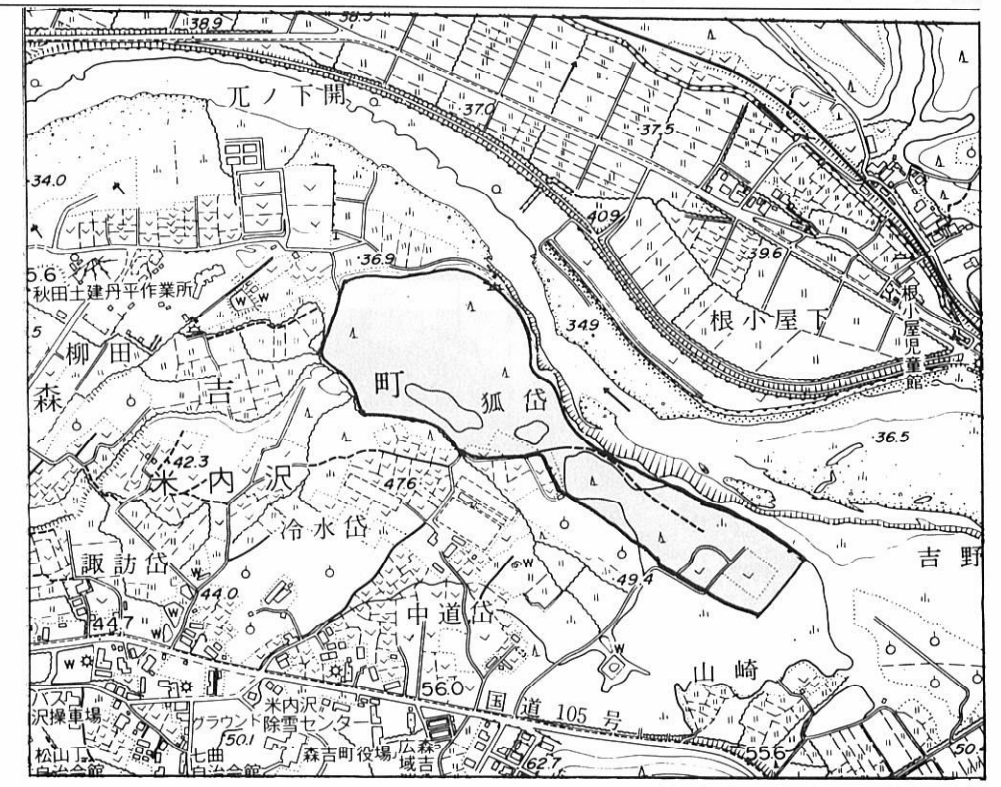 38.9
38.5
兀ノ下開
37.0
37.5
34.0
40.9
39.6
36.9
5.6
秋田土建丹平作業所
349
根小屋下
根小屋児童館
5
柳田
森
吉
町
狐岱
36.5
42.3
米内沢
47.6
冷水岱
吉野
諏訪岱
49.4
44.0
中道岱
44.7
山崎
56.0
国道105号
バス
沢操車場
米内沢
除雪センター
グラウンド
50.1
松山
自治会館
七曲
自治会館
森吉町役場
広森
域吉
62.7
55.6
50.